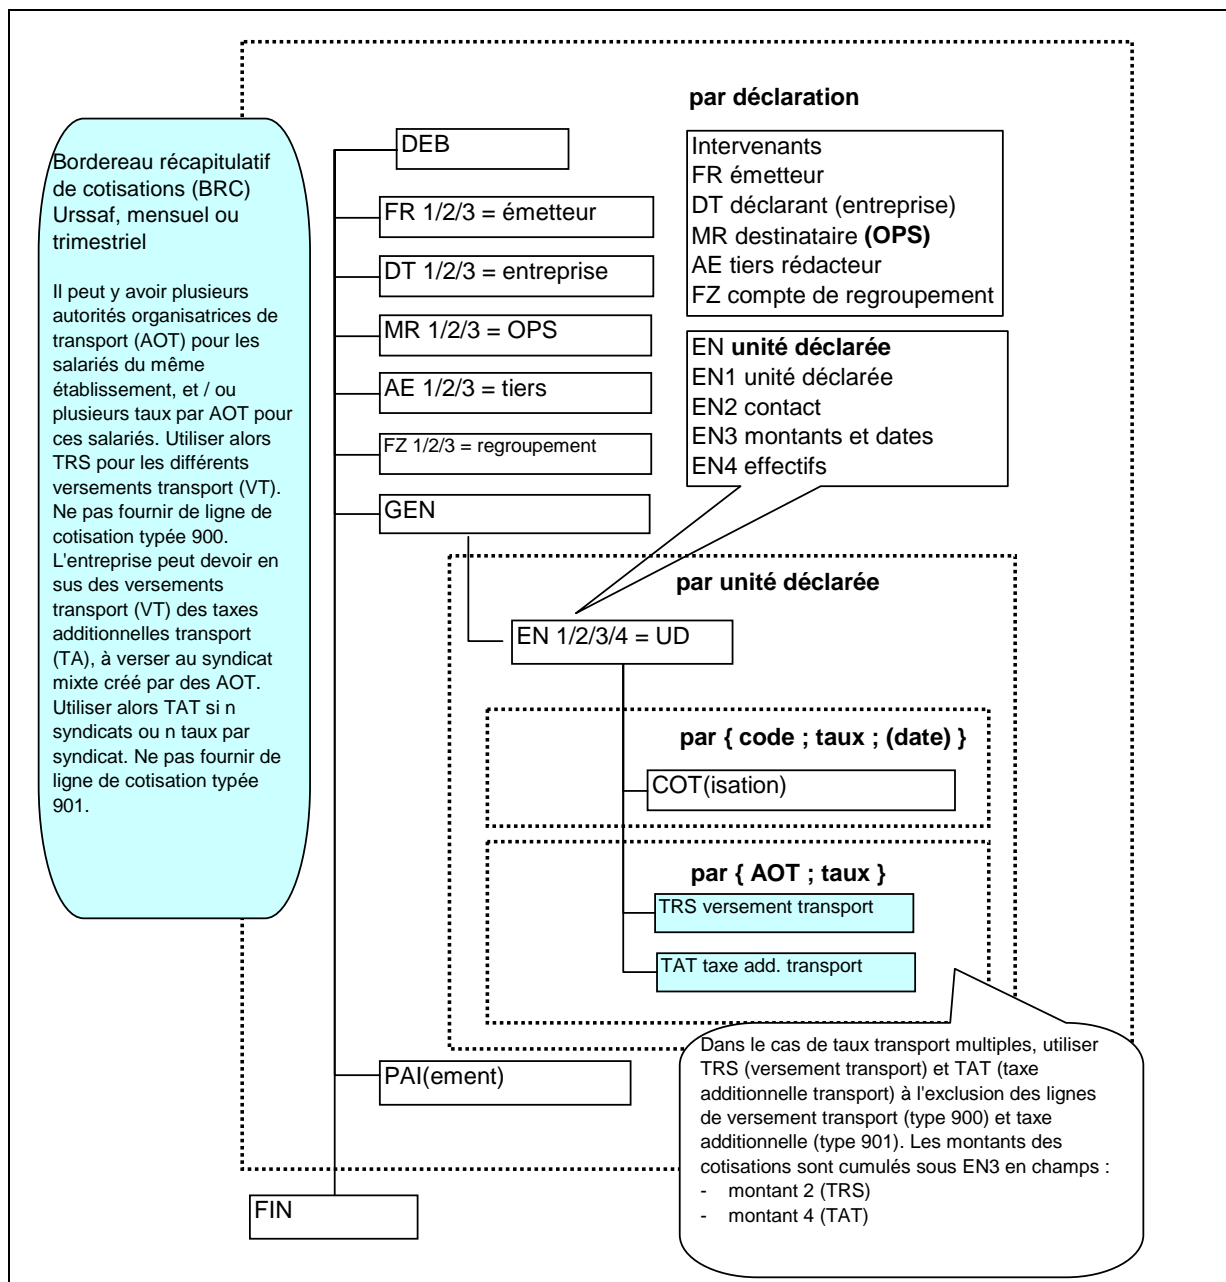 par déclaration
Bordereau récapitulatif
de cotisations (BRC)
Urssaf, mensuel ou
trimestriel
Il peut y avoir plusieurs
autorités organisatrices de
transport (AOT) pour les
salariés du même
établissement, et / ou
plusieurs taux par AOT pour
ces salariés. Utiliser alors
TRS pour les différents
versements transport (VT).
Ne pas fournir de ligne de
cotisation typée 900.
L'entreprise peut devoir en
sus des versements
transport (VT) des taxes
additionnelles transport
(TA), à verser au syndicat
mixte créé par des AOT.
Utiliser alors TAT si n
syndicats ou n taux par
syndicat. Ne pas fournir de
ligne de cotisation typée
901.
DEB
FR 1/2/3 = émetteur
DT 1/2/3 = entreprise
MR 1/2/3 = OPS
AE 1/2/3 = tiers
FZ 1/2/3 = regroupement
GEN
Intervenants
FR émetteur
DT déclarant (entreprise)
MR destinataire (OPS)
AE tiers rédacteur
FZ compte de regroupement
EN unité déclarée
EN1 unité déclarée
EN2 contact
EN3 montants et dates
EN4 effectifs
par unité déclarée
EN 1/2/3/4 = UD
par { code ; taux ; (date) }
COT(isation)
par { AOT ; taux }
TRS versement transport
TAT taxe add. transport
PAI(ement)
Dans le cas de taux transport multiples, utiliser
TRS (versement transport) et TAT (taxe
additionnelle transport) à l'exclusion des lignes
de versement transport (type 900) et taxe
additionnelle (type 901). Les montants des
cotisations sont cumulés sous EN3 en champs :
- montant 2 (TRS)
- montant 4 (TAT)
FIN